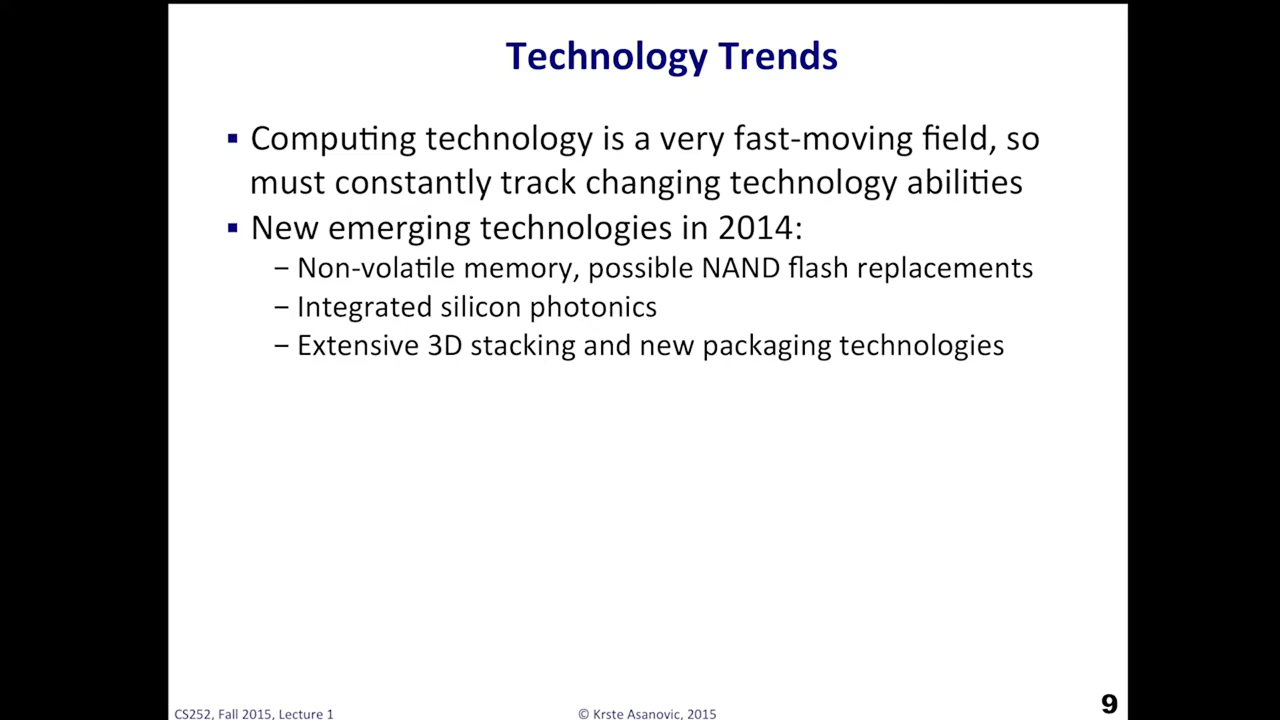 Technology Trends
▪ Computing technology is a very fast-moving field, so
must constantly track changing technology abilities
▪ New emerging technologies in 2014:
– Non-volatile memory, possible NAND flash replacements
– Integrated silicon photonics
– Extensive 3D stacking and new packaging technologies
CS252, Fall 2015, Lecture 1
© Krste Asanovic, 2015
9